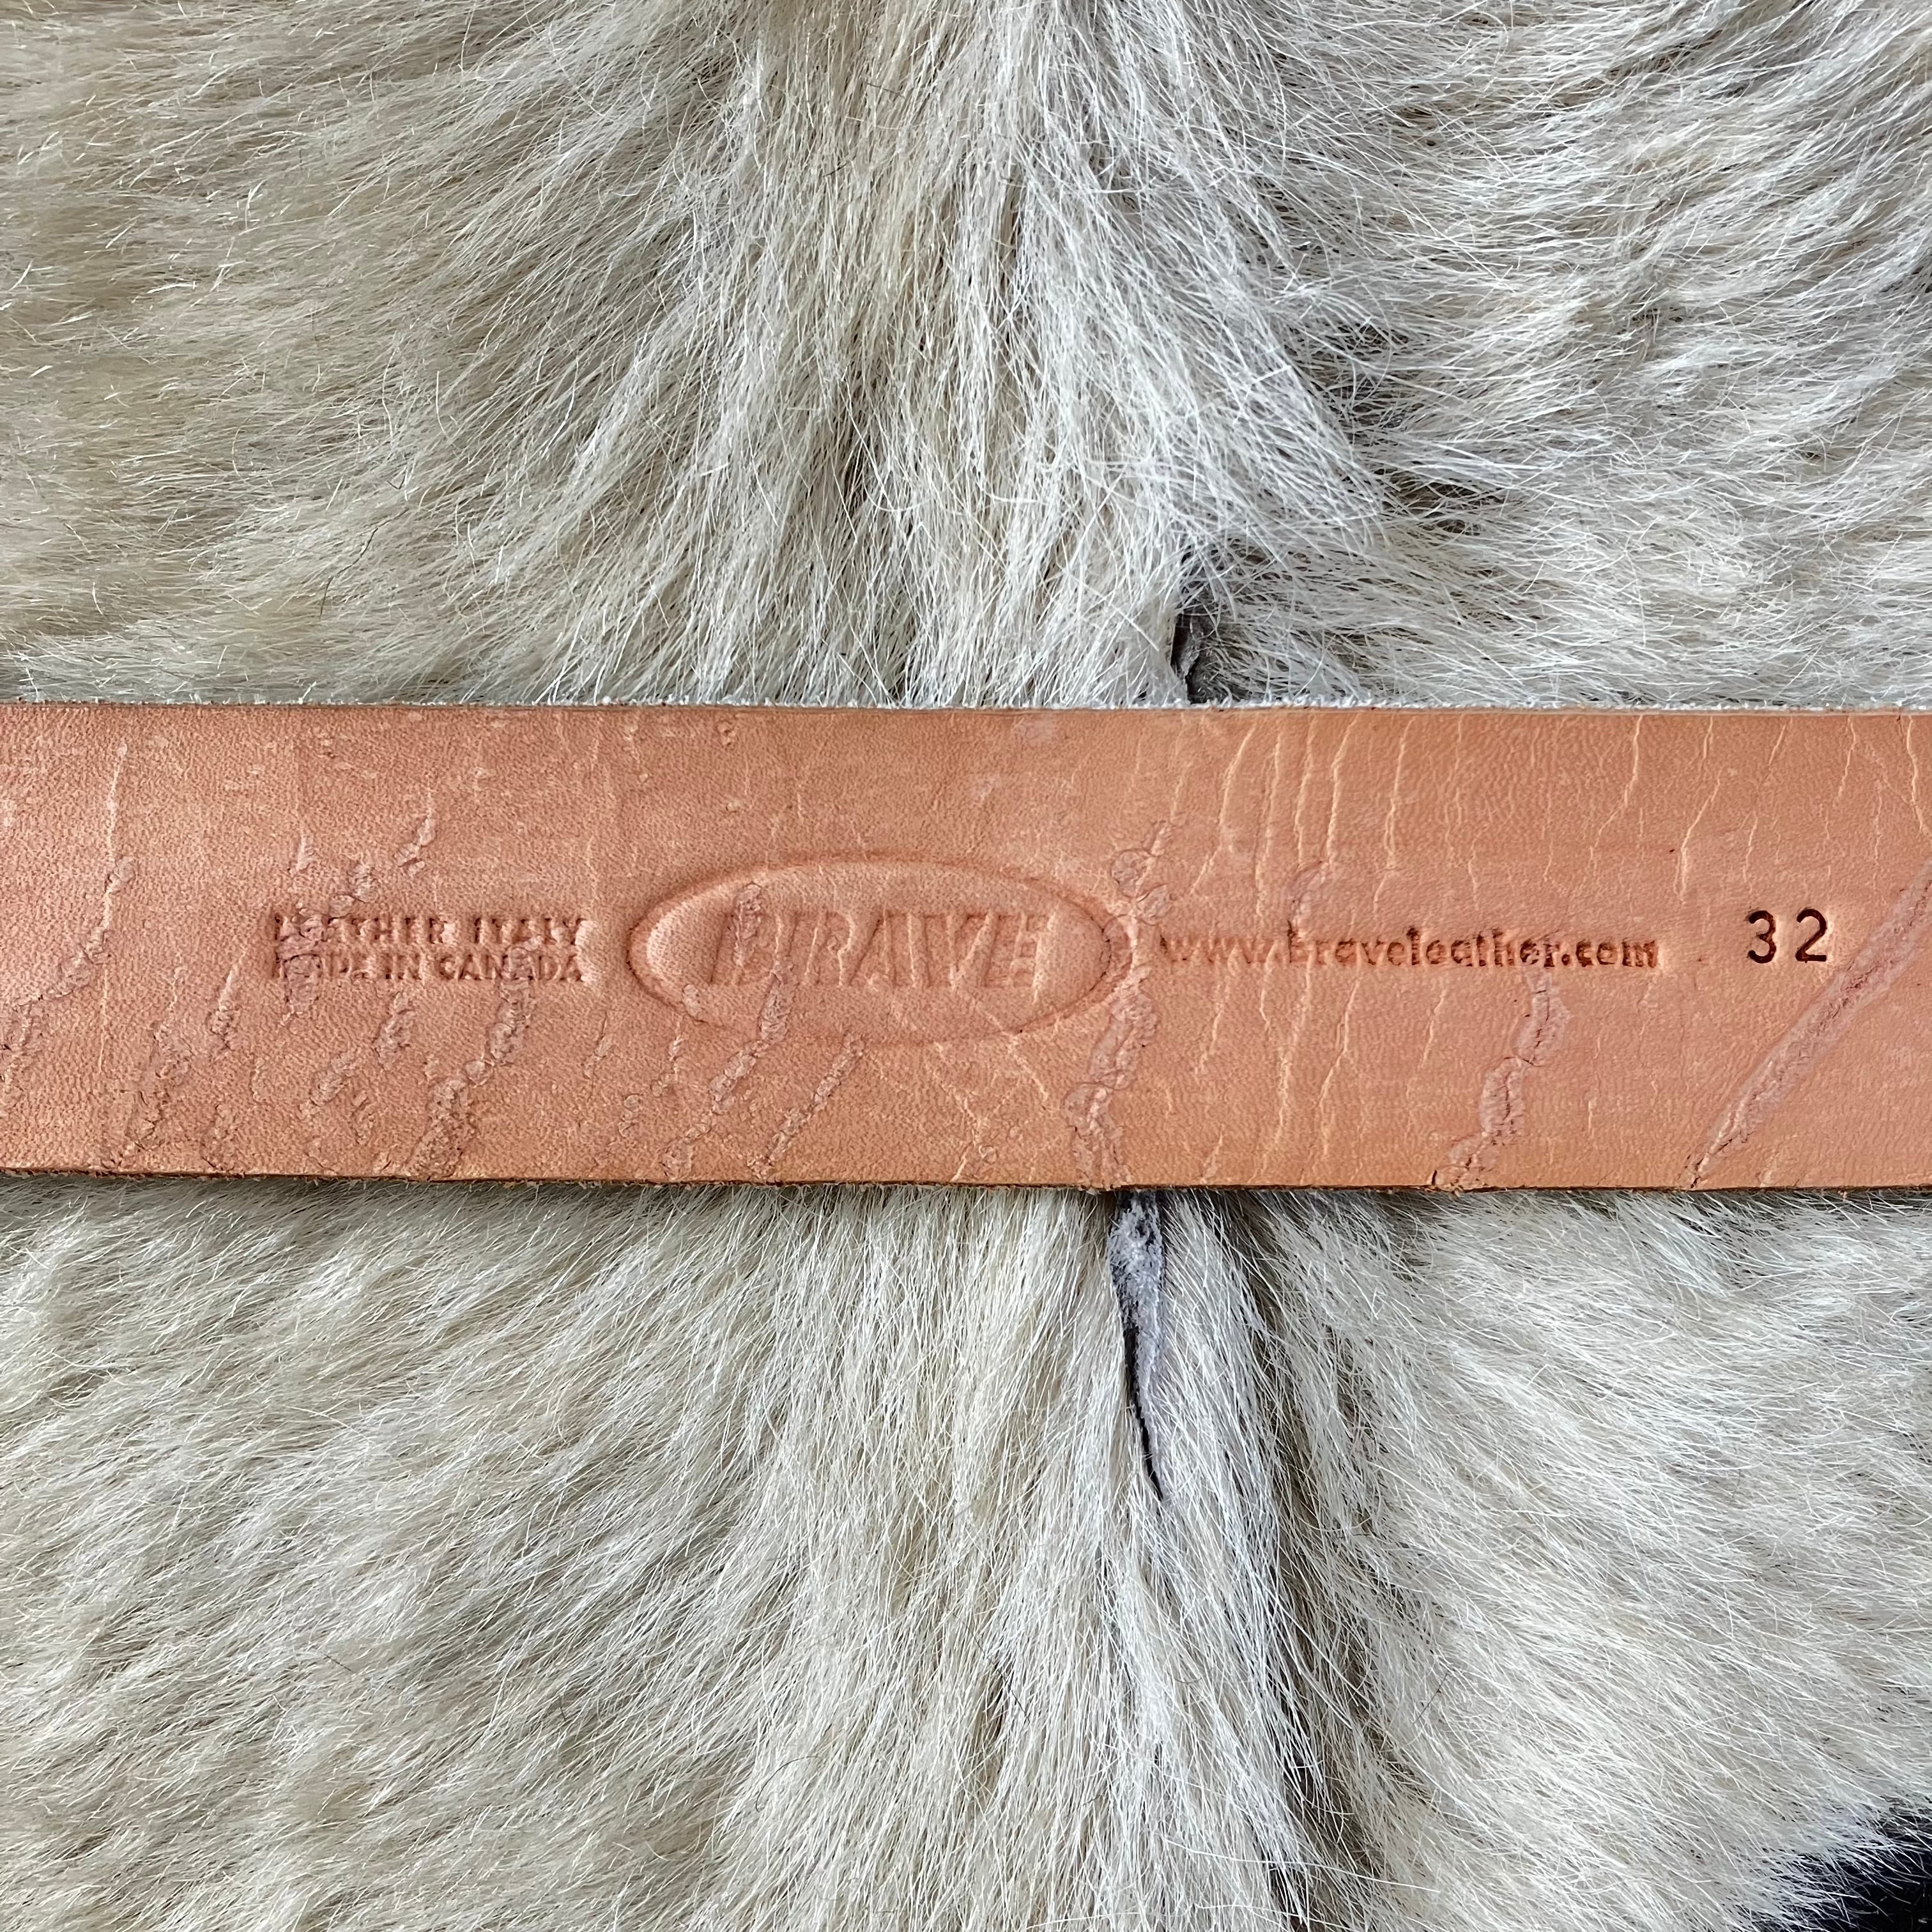 LEATHER ITALY
MADE IN CANADA
BRAVE
www.braveleather.com
32